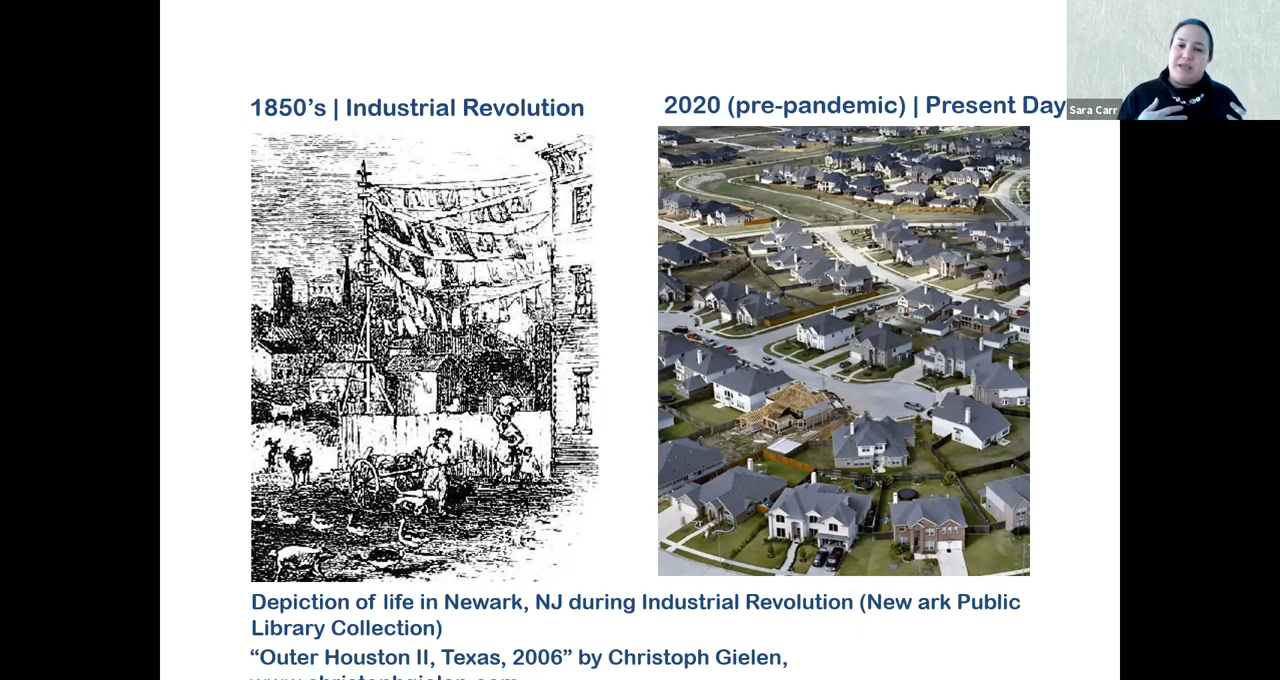 1850’s | Industrial Revolution
2020 (pre-pandemic) | Present Day
Sara Carr
Depiction of life in Newark, NJ during Industrial Revolution (New ark Public
Library Collection)
“Outer Houston II, Texas, 2006” by Christoph Gielen,